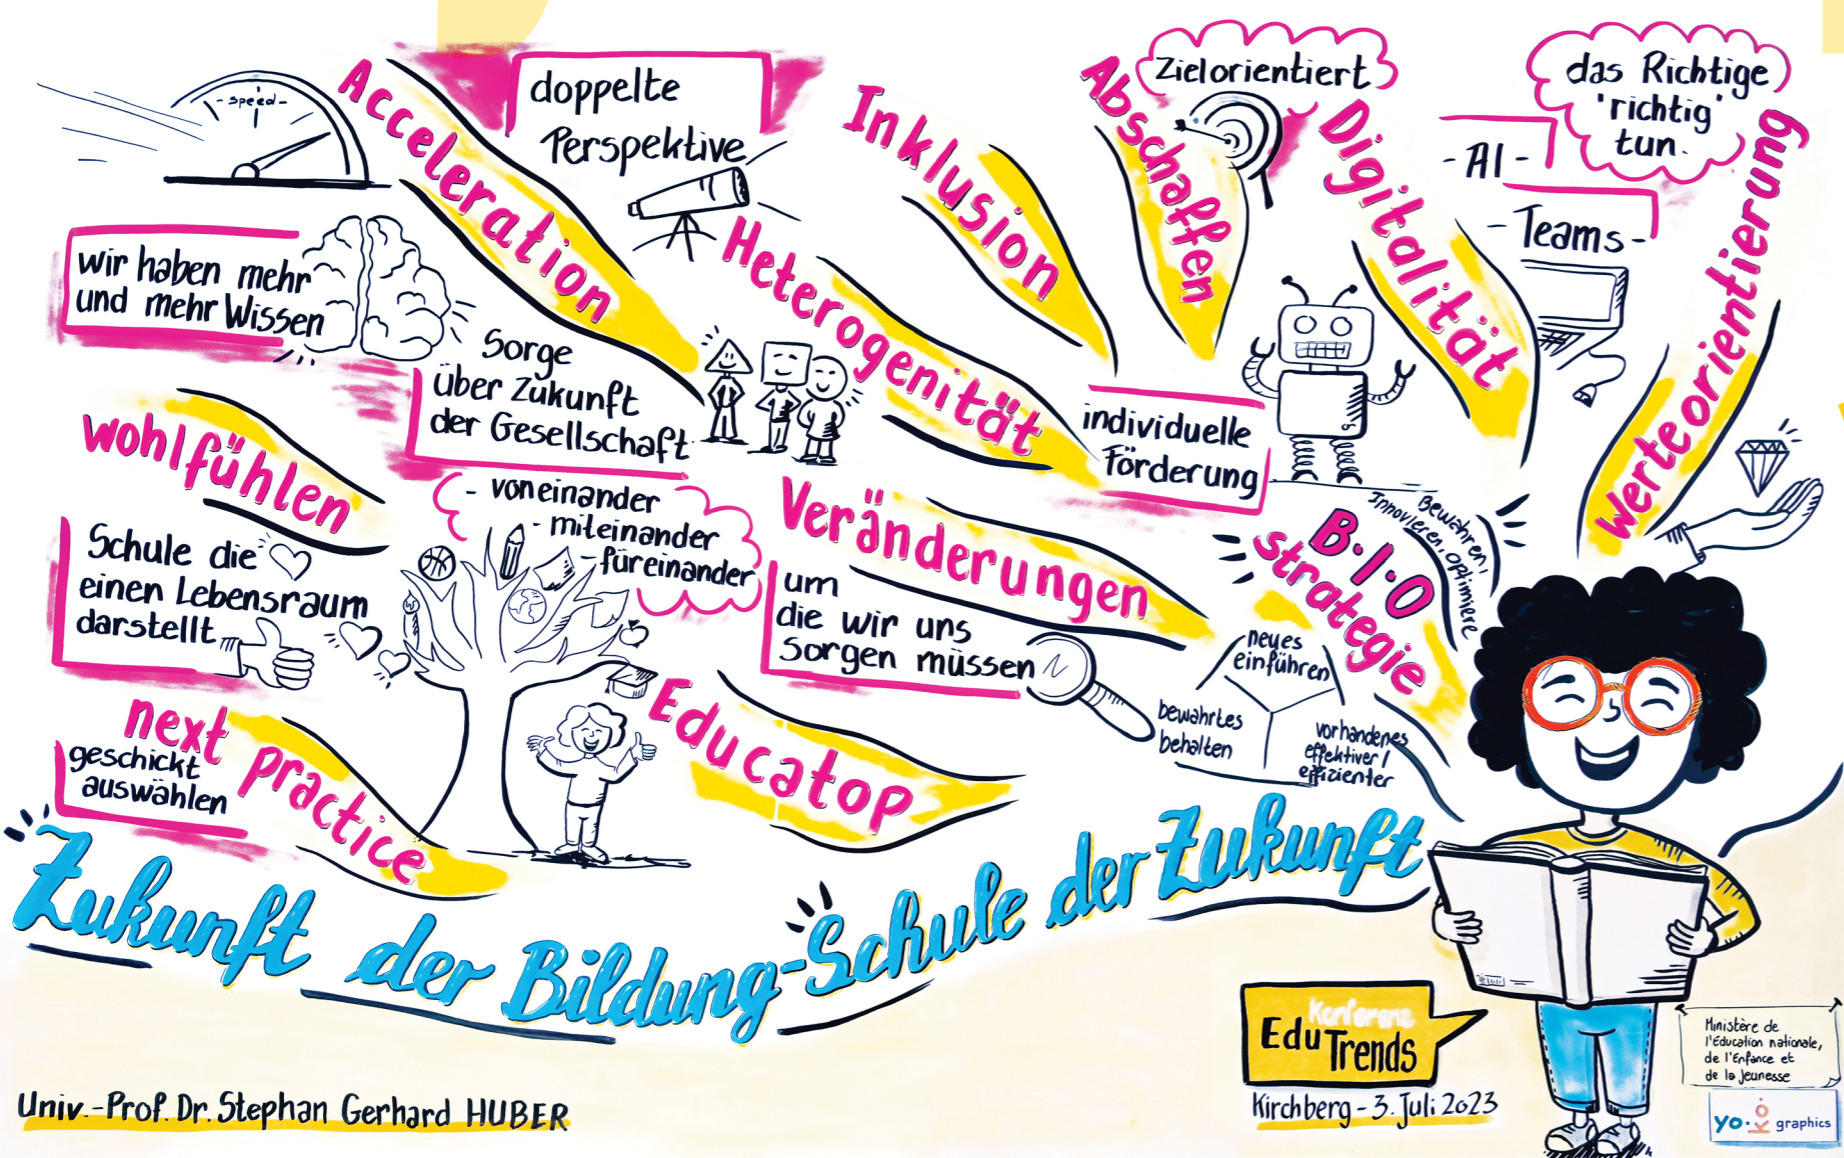 - speed -
Acceleration
doppelte
Perspektive
Inklusion
Abschaffen
Zielorientiert
Digitalität
- AI -
- Teams -
das Richtige
'richtig'
tun.
Werteorientierung
wir haben mehr
und mehr Wissen
Heterogenität
Sorge
über Zukunft
der Gesellschaft
individuelle
Förderung
wohlfühlen
- voneinander
- miteinander
- füreinander
Schule die
einen Lebensraum
darstellt
Veränderungen
um
die wir uns
sorgen müssen
B.I.O
strategie
Bewahren,
Innovieren, Optimiere
neues
einführen
bewährtes
behalten
vorhandenes
effektiver/
effizienter
next practice
geschickt
auswählen
Educatop
Zukunft der Bildung-Schule der Zukunft
Konferenz
Edu Trends
Kirchberg - 3. Juli 2023
Univ.-Prof. Dr. Stephan Gerhard HUBER
Ministère de
l'Éducation nationale,
de l'Enfance et
de la Jeunesse
yo.kо. graphics